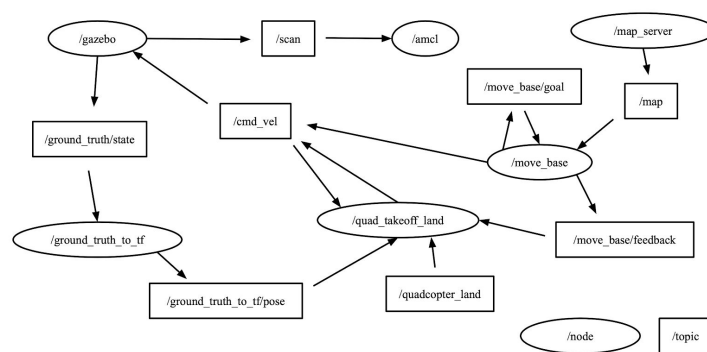 /gazebo
/scan
/amcl
/map_server
/move_base/goal
/map
/cmd_vel
/ground_truth/state
/move_base
/quad_takeoff_land
/ground_truth_to_tf
/move_base/feedback
/ground_truth_to_tf/pose
/quadcopter_land
/node
/topic